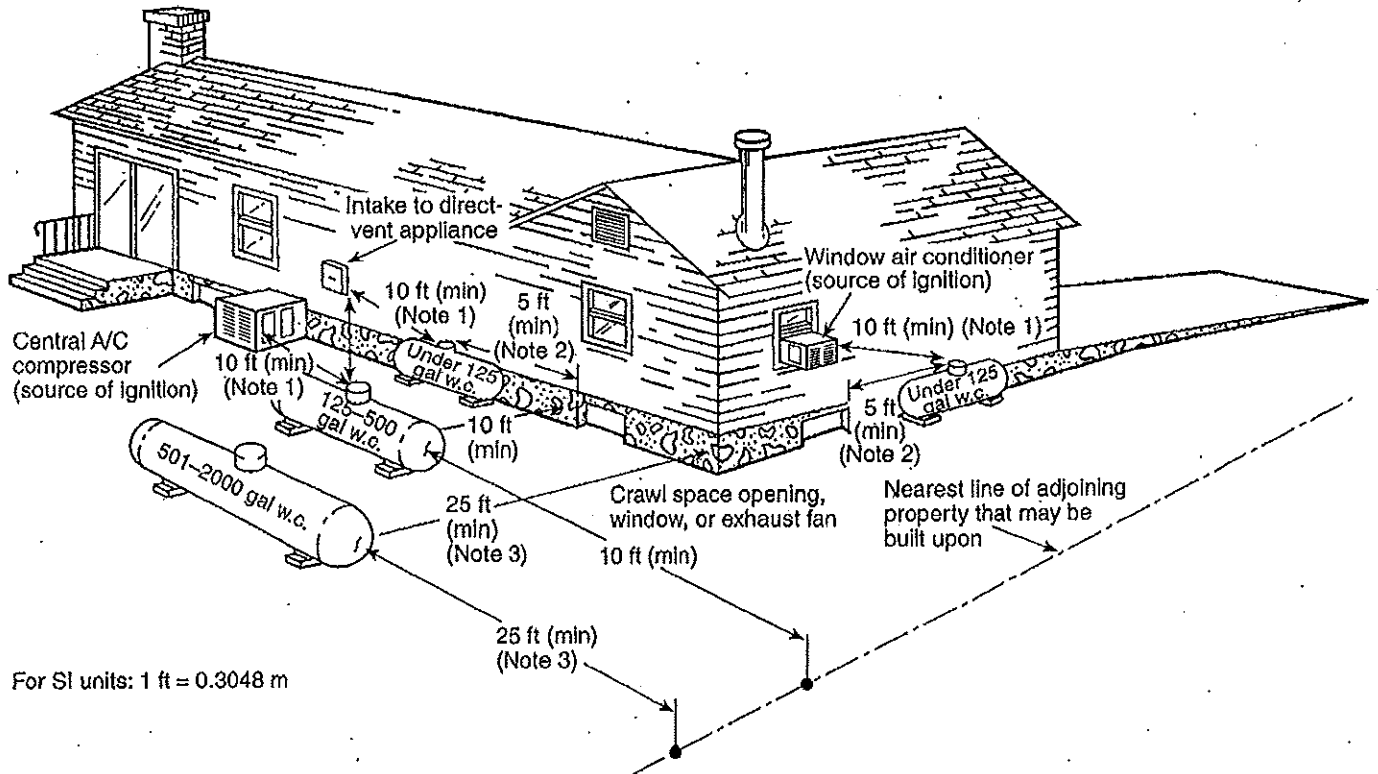 Intake to direct-
vent appliance
Window air conditioner
(source of ignition)
10 ft (min)
(Note 1)
5 ft
(min)
(Note 2)
10 ft (min) (Note 1)
Central A/C
compressor
(source of ignition)
10 ft (min)
(Note 1)
Under 125
gal w.c.
Under 125
gal w.c.
125–500
gal w.c.
10 ft
(min)
5 ft
(min)
(Note 2)
501–2000 gal w.c.
25 ft
(min)
(Note 3)
Crawl space opening,
window, or exhaust fan
Nearest line of adjoining
property that may be
built upon
10 ft (min)
25 ft (min)
(Note 3)
For SI units: 1 ft = 0.3048 m